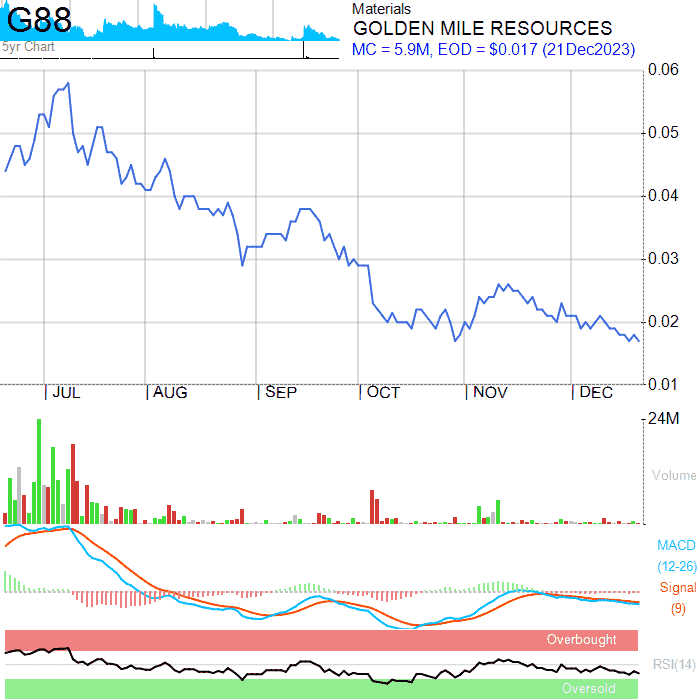 G88
5yr Chart
Materials
GOLDEN MILE RESOURCES
MC = 5.9M, EOD = $0.017 (21Dec2023)
0.06
0.05
0.04
0.03
0.02
0.01
JUL AUG SEP OCT NOV DEC
24M
Volume
MACD
(12-26)
Signal
(9)
Overbought
RSI(14)
Oversold